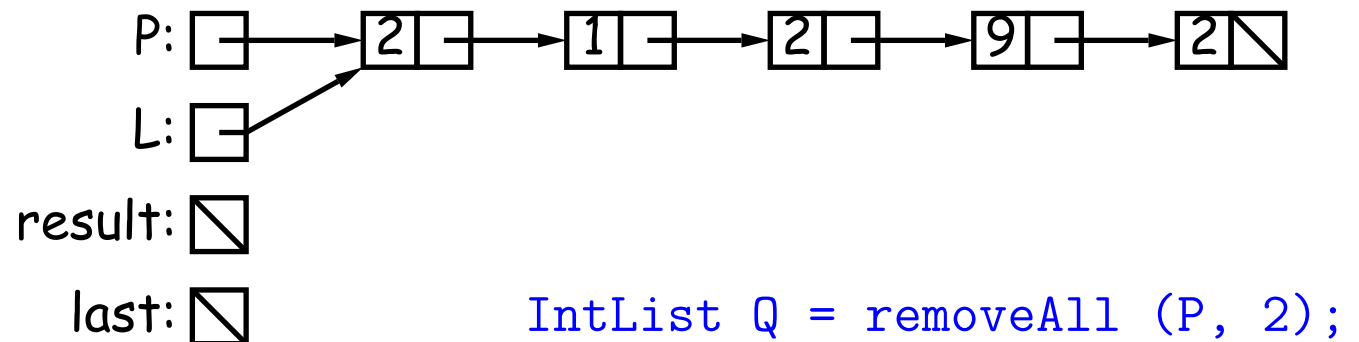 P: 2 1 2 9 2
L:
result:
last: IntList Q = removeAll (P, 2);